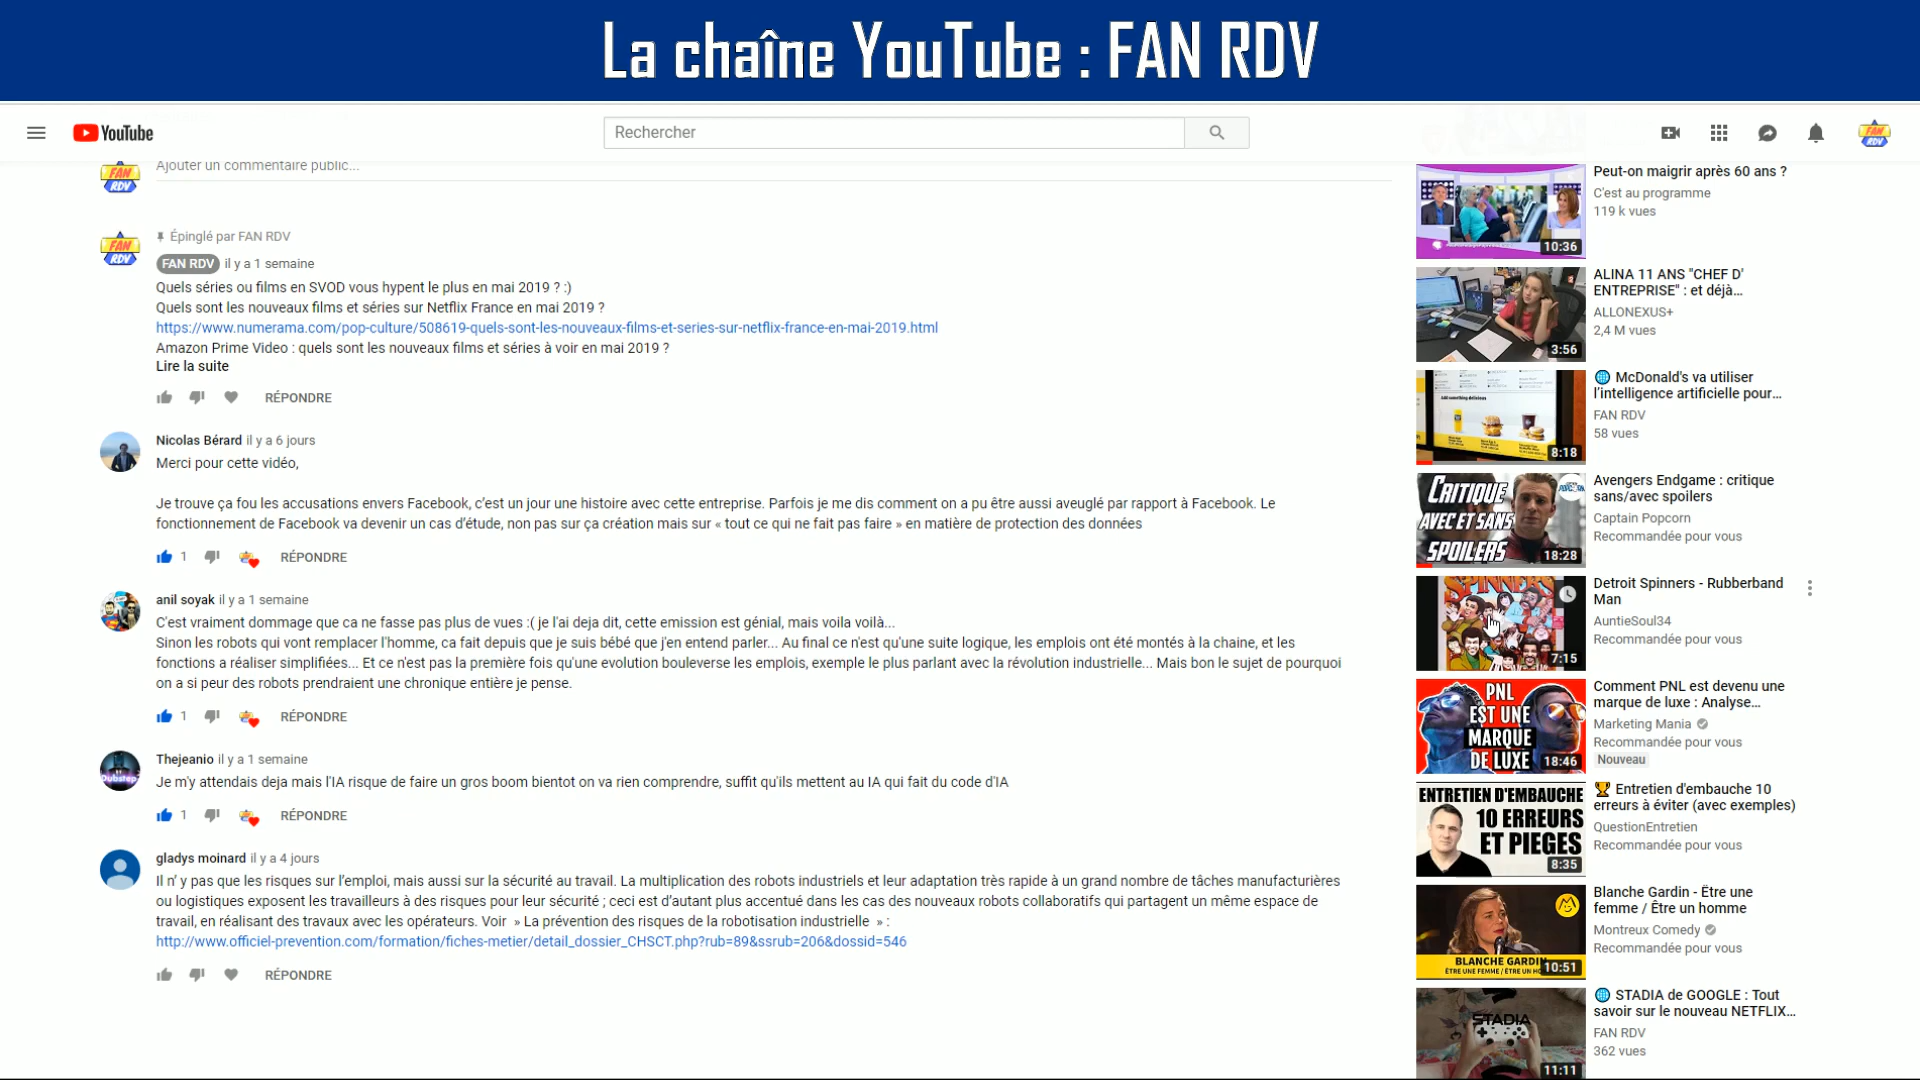 La chaîne YouTube : FAN RDV
YouTube
Rechercher
FAN RDV
FAN RDV
Ajouter un commentaire public...
FAN RDV
Épinglé par FAN RDV
FAN RDV il y a 1 semaine
Quels séries ou films en SVOD vous hypent le plus en mai 2019 ? :)
Quels sont les nouveaux films et séries sur Netflix France en mai 2019 ?
https://www.numerama.com/pop-culture/508619-quels-sont-les-nouveaux-films-et-series-sur-netflix-france-en-mai-2019.html
Amazon Prime Video : quels sont les nouveaux films et séries à voir en mai 2019 ?
Lire la suite
RÉPONDRE
Nicolas Bérard il y a 6 jours
Merci pour cette vidéo,
Je trouve ça fou les accusations envers Facebook, c'est un jour une histoire avec cette entreprise. Parfois je me dis comment on a pu être aussi aveuglé par rapport à Facebook. Le
fonctionnement de Facebook va devenir un cas d'étude, non pas sur ça création mais sur « tout ce qui ne fait pas faire » en matière de protection des données
1 RÉPONDRE
anil soyak il y a 1 semaine
C'est vraiment dommage que ca ne fasse pas plus de vues :( je l'ai deja dit, cette emission est génial, mais voila voilà...
Sinon les robots qui vont remplacer l'homme, ca fait depuis que je suis bébé que j'en entend parler... Au final ce n'est qu'une suite logique, les emplois ont été montés à la chaine, et les
fonctions a réaliser simplifiées... Et ce n'est pas la première fois qu'une evolution bouleverse les emplois, exemple le plus parlant avec la révolution industrielle... Mais bon le sujet de pourquoi
on a si peur des robots prendraient une chronique entière je pense.
1 RÉPONDRE
Dubstep
Thejeanio il y a 1 semaine
Je m'y attendais deja mais l'IA risque de faire un gros boom bientot on va rien comprendre, suffit qu'ils mettent au IA qui fait du code d'IA
1 RÉPONDRE
gladys moinard il y a 4 jours
Il n' y pas que les risques sur l'emploi, mais aussi sur la sécurité au travail. La multiplication des robots industriels et leur adaptation très rapide à un grand nombre de tâches manufacturières
ou logistiques exposent les travailleurs à des risques pour leur sécurité ; ceci est d'autant plus accentué dans les cas des nouveaux robots collaboratifs qui partagent un même espace de
travail, en réalisant des travaux avec les opérateurs. Voir » La prévention des risques de la robotisation industrielle » :
http://www.officiel-prevention.com/formation/fiches-metier/detail_dossier_CHSCT.php?rub=89&ssrub=206&dossid=546
RÉPONDRE
10:36
Peut-on maigrir après 60 ans ?
C'est au programme
119 k vues
3:56
ALINA 11 ANS "CHEF D'
ENTREPRISE" : et déjà...
ALLONEXUS+
2,4 M vues
8:18
McDonald's va utiliser
l'intelligence artificielle pour...
FAN RDV
58 vues
CRITIQUE
AVEC ET SANS
SPOILERS
18:28
Avengers Endgame : critique
sans/avec spoilers
Captain Popcorn
Recommandée pour vous
SPINNERS
7:15
Detroit Spinners - Rubberband
Man
AuntieSoul34
Recommandée pour vous
PNL
EST UNE
MARQUE
DE LUXE
18:46
Comment PNL est devenu une
marque de luxe : Analyse...
Marketing Mania
Recommandée pour vous
Nouveau
ENTRETIEN D'EMBAUCHE
10 ERREURS
ET PIEGES
8:35
Entretien d'embauche 10
erreurs à éviter (avec exemples)
QuestionEntretien
Recommandée pour vous
BLANCHE GARDIN
ÊTRE UNE FEMME / ÊTRE UN
10:51
Blanche Gardin - Être une
femme / Être un homme
Montreux Comedy
Recommandée pour vous
STADIA
11:11
STADIA de GOOGLE : Tout
savoir sur le nouveau NETFLIX...
FAN RDV
362 vues